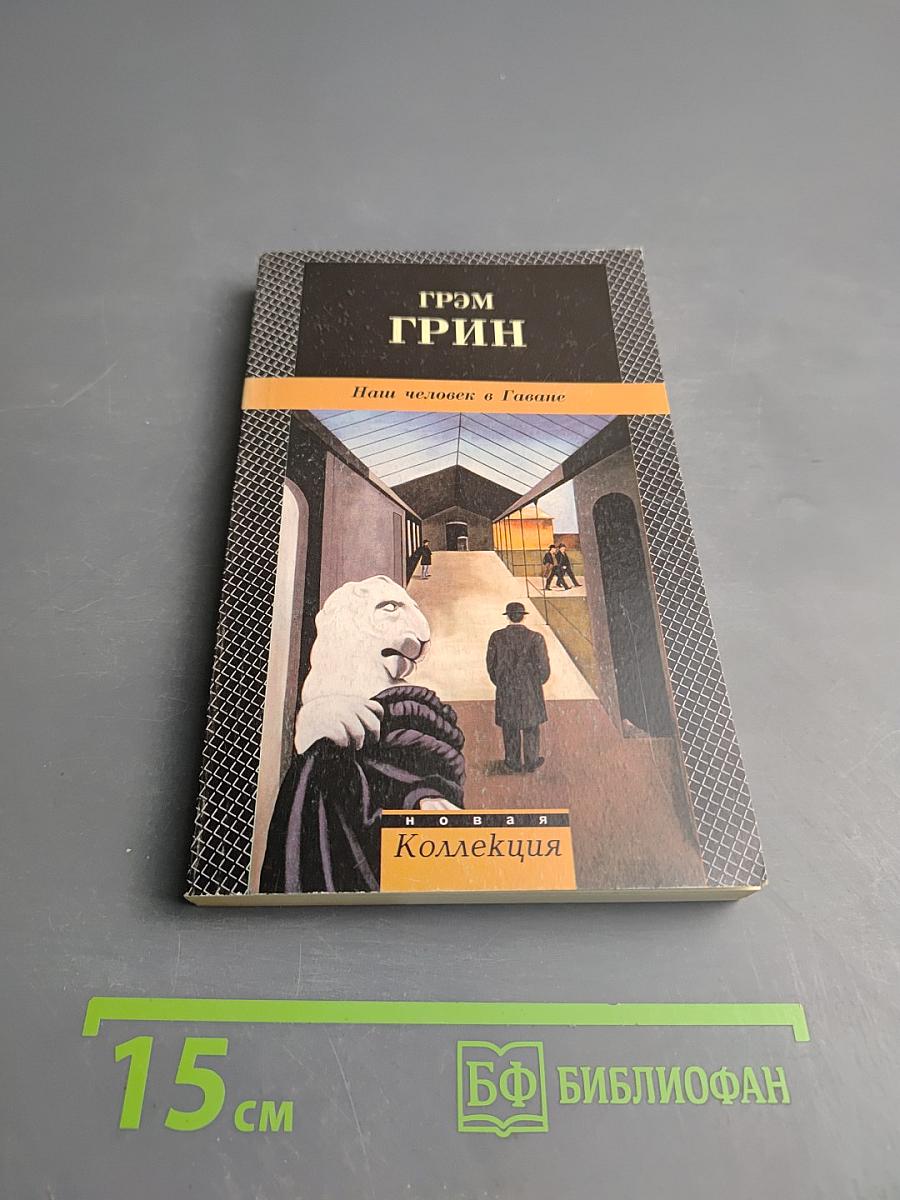 ГРЭМ
ГРИН
Наш человек в Гаване
новая
Коллекция
15 см
БФ БИБЛИОФАН